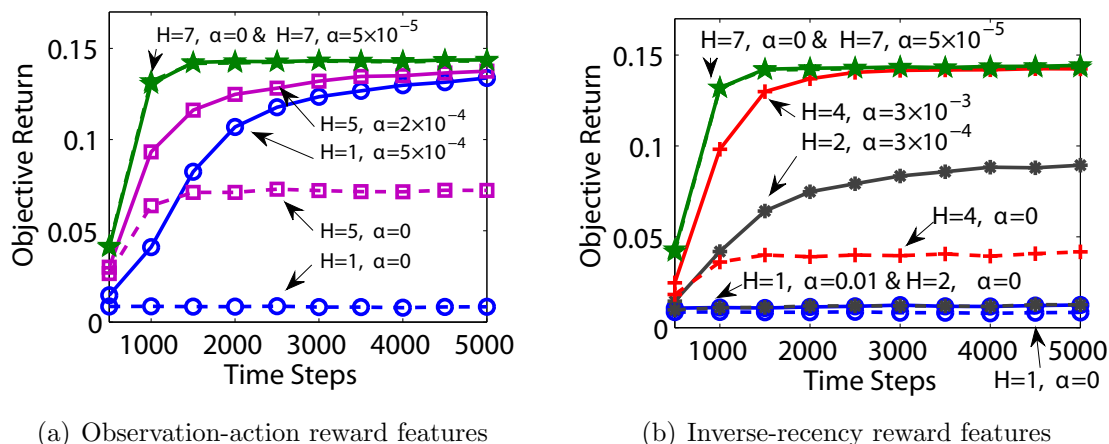 H=7, α=0 & H=7, α=5×10⁻⁵
0.15
0.1
0.05
0
Objective Return
H=5, α=2×10⁻⁴
H=1, α=5×10⁻⁴
H=5, α=0
H=1, α=0
1000 2000 3000 4000 5000
Time Steps
(a) Observation-action reward features
H=7, α=0 & H=7, α=5×10⁻⁵
0.15
0.1
0.05
0
Objective Return
H=4, α=3×10⁻³
H=2, α=3×10⁻⁴
H=4, α=0
H=1, α=0.01 & H=2, α=0
1000 2000 3000 4000 5000
Time Steps
H=1, α=0
(b) Inverse-recency reward features